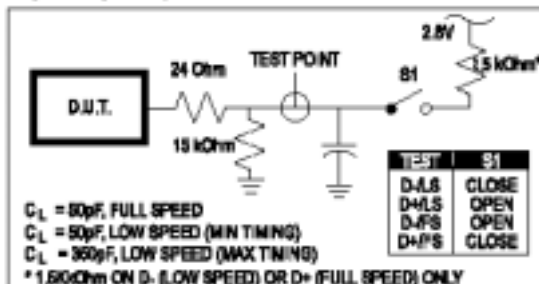 2.8V
TEST POINT
1.5 kOhm*
24 Ohm
S1
D.U.T.
15 kOhm
TEST S1
D-/LS CLOSE
D+/LS OPEN
D-/FS OPEN
D+/FS CLOSE
CL = 50pF, FULL SPEED
CL = 50pF, LOW SPEED (MIN TIMING)
CL = 350pF, LOW SPEED (MAX TIMING)
* 1.5kOhm ON D- (LOW SPEED) OR D+ (FULL SPEED) ONLY